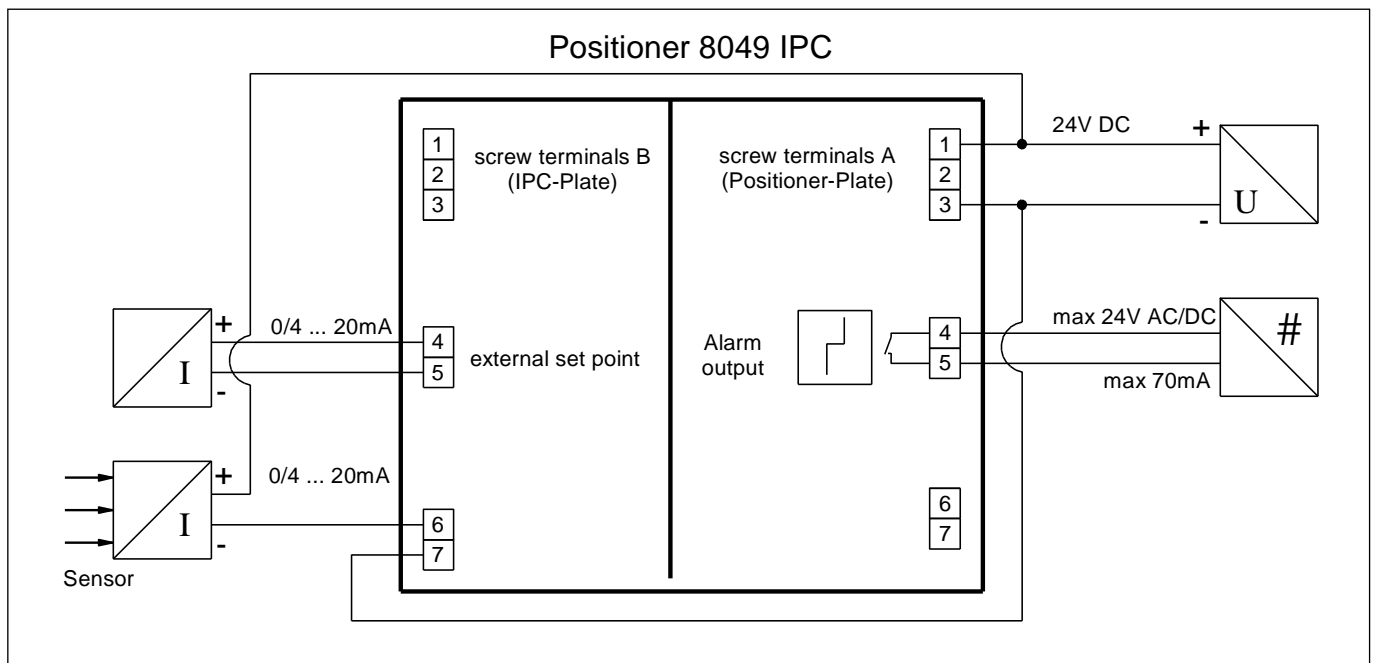 Positioner 8049 IPC
1
2
3
screw terminals B
(IPC-Plate)
screw terminals A
(Positioner-Plate)
1
2
3
24V DC
+
-
U
+
-
I
0/4 ... 20mA
4
5
external set point
Alarm
output
4
5
max 24V AC/DC
max 70mA
#
+
-
I
0/4 ... 20mA
6
7
6
7
Sensor